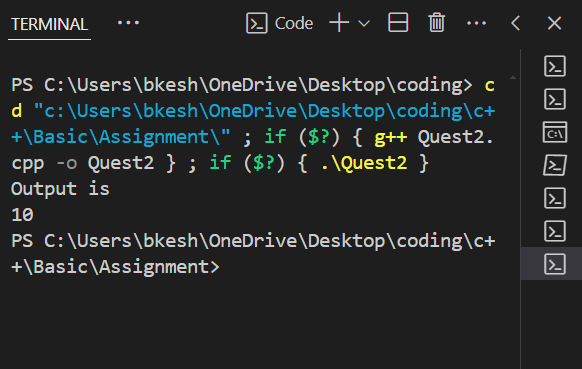 TERMINAL
Code
PS C:\Users\bkesh\OneDrive\Desktop\coding> c
d "c:\Users\bkesh\OneDrive\Desktop\coding\c+
+\Basic\Assignment\" ; if ($?) { g++ Quest2.
cpp -o Quest2 } ; if ($?) { .\Quest2 }
Output is
10
PS C:\Users\bkesh\OneDrive\Desktop\coding\c+
+\Basic\Assignment>
C:\